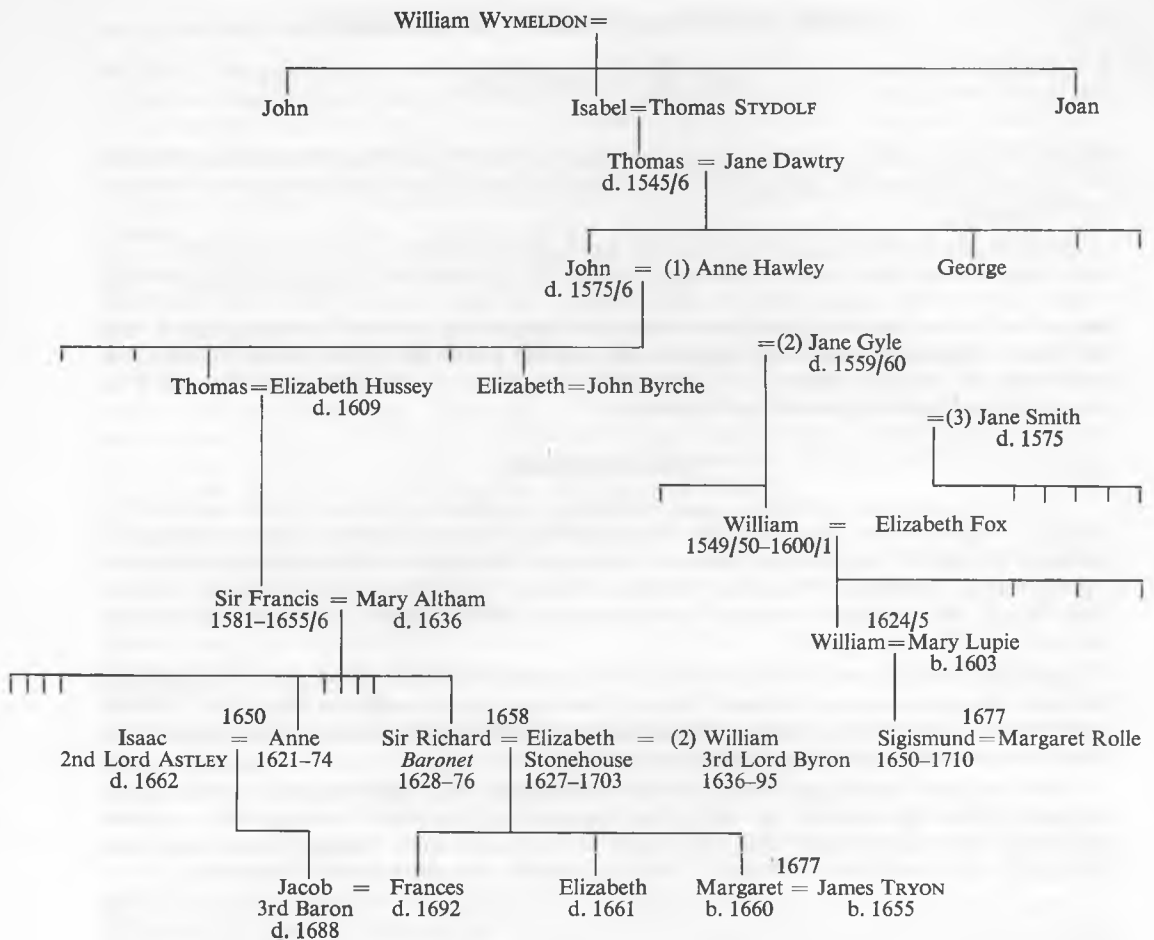 William WYMELDON=
John
Isabel=Thomas STYDOLF
Joan
Thomas = Jane Dawtry
d. 1545/6
John = (1) Anne Hawley
d. 1575/6
George
=(2) Jane Gyle
d. 1559/60
Thomas=Elizabeth Hussey
d. 1609
Elizabeth=John Byrche
=(3) Jane Smith
d. 1575
William = Elizabeth Fox
1549/50–1600/1
Sir Francis = Mary Altham
1581–1655/6 d. 1636
1624/5
William=Mary Lupie
b. 1603
1650
Isaac = Anne
2nd Lord ASTLEY 1621–74
d. 1662
1658
Sir Richard = Elizabeth = (2) William
Baronet Stonehouse 3rd Lord Byron
1628–76 1627–1703 1636–95
1677
Sigismund=Margaret Rolle
1650–1710
Jacob = Frances
3rd Baron d. 1692
d. 1688
Elizabeth
d. 1661
1677
Margaret = James TRYON
b. 1660 b. 1655